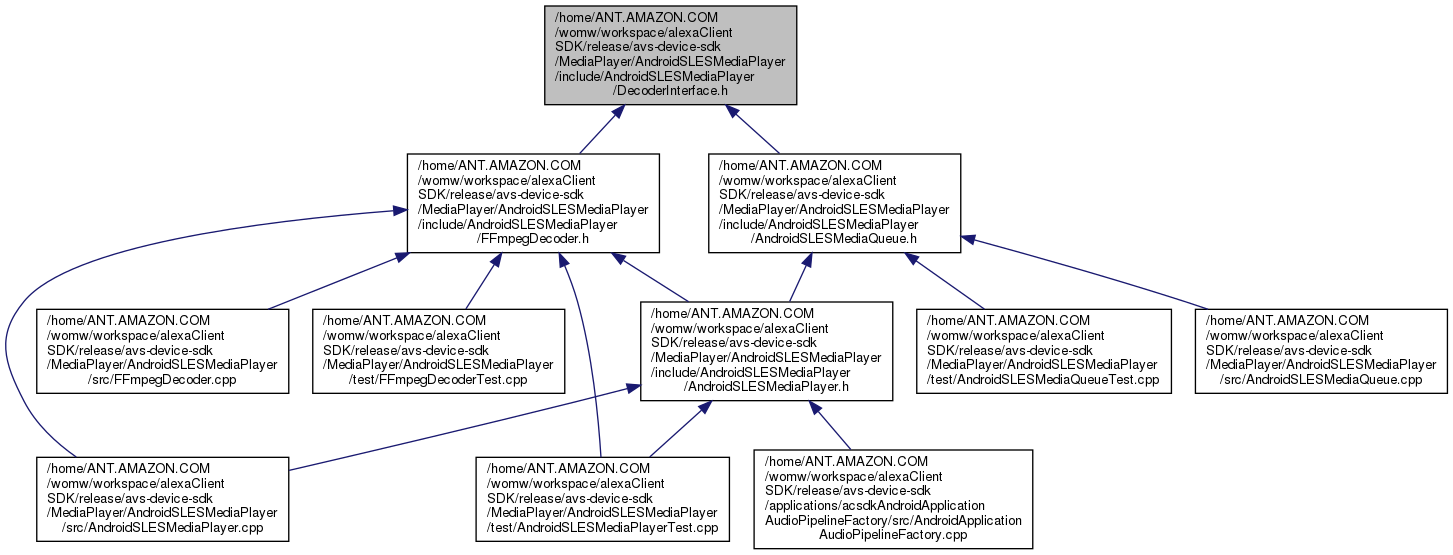 /home/ANT.AMAZON.COM
/womw/workspace/alexaClient
SDK/release/avs-device-sdk
/MediaPlayer/AndroidSLESMediaPlayer
/include/AndroidSLESMediaPlayer
/DecoderInterface.h
/home/ANT.AMAZON.COM
/womw/workspace/alexaClient
SDK/release/avs-device-sdk
/MediaPlayer/AndroidSLESMediaPlayer
/include/AndroidSLESMediaPlayer
/FFmpegDecoder.h
/home/ANT.AMAZON.COM
/womw/workspace/alexaClient
SDK/release/avs-device-sdk
/MediaPlayer/AndroidSLESMediaPlayer
/include/AndroidSLESMediaPlayer
/AndroidSLESMediaQueue.h
/home/ANT.AMAZON.COM
/womw/workspace/alexaClient
SDK/release/avs-device-sdk
/MediaPlayer/AndroidSLESMediaPlayer
/src/FFmpegDecoder.cpp
/home/ANT.AMAZON.COM
/womw/workspace/alexaClient
SDK/release/avs-device-sdk
/MediaPlayer/AndroidSLESMediaPlayer
/test/FFmpegDecoderTest.cpp
/home/ANT.AMAZON.COM
/womw/workspace/alexaClient
SDK/release/avs-device-sdk
/MediaPlayer/AndroidSLESMediaPlayer
/include/AndroidSLESMediaPlayer
/AndroidSLESMediaPlayer.h
/home/ANT.AMAZON.COM
/womw/workspace/alexaClient
SDK/release/avs-device-sdk
/MediaPlayer/AndroidSLESMediaPlayer
/test/AndroidSLESMediaQueueTest.cpp
/home/ANT.AMAZON.COM
/womw/workspace/alexaClient
SDK/release/avs-device-sdk
/MediaPlayer/AndroidSLESMediaPlayer
/src/AndroidSLESMediaQueue.cpp
/home/ANT.AMAZON.COM
/womw/workspace/alexaClient
SDK/release/avs-device-sdk
/MediaPlayer/AndroidSLESMediaPlayer
/src/AndroidSLESMediaPlayer.cpp
/home/ANT.AMAZON.COM
/womw/workspace/alexaClient
SDK/release/avs-device-sdk
/MediaPlayer/AndroidSLESMediaPlayer
/test/AndroidSLESMediaPlayerTest.cpp
/home/ANT.AMAZON.COM
/womw/workspace/alexaClient
SDK/release/avs-device-sdk
/applications/acsdkAndroidApplication
AudioPipelineFactory/src/AndroidApplication
AudioPipelineFactory.cpp